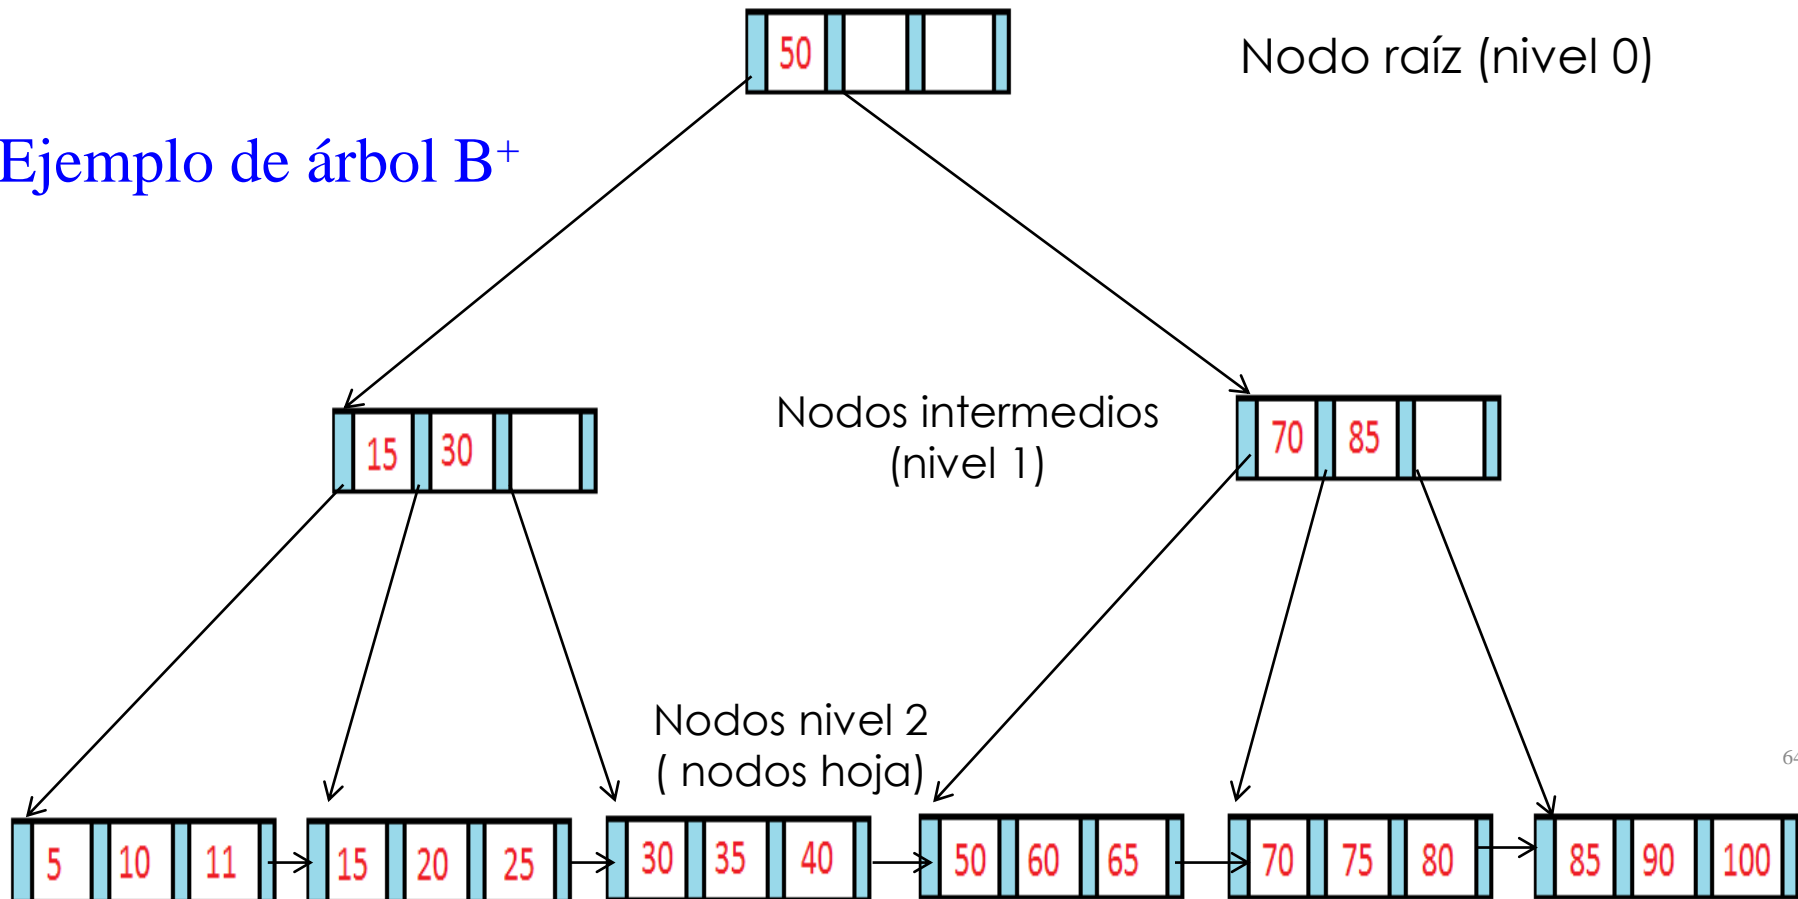 50
Nodo raíz (nivel 0)
Ejemplo de árbol B+
15 30
Nodos intermedios
(nivel 1)
70 85
Nodos nivel 2
( nodos hoja)
64
5 10 11 15 20 25 30 35 40 50 60 65 70 75 80 85 90 100